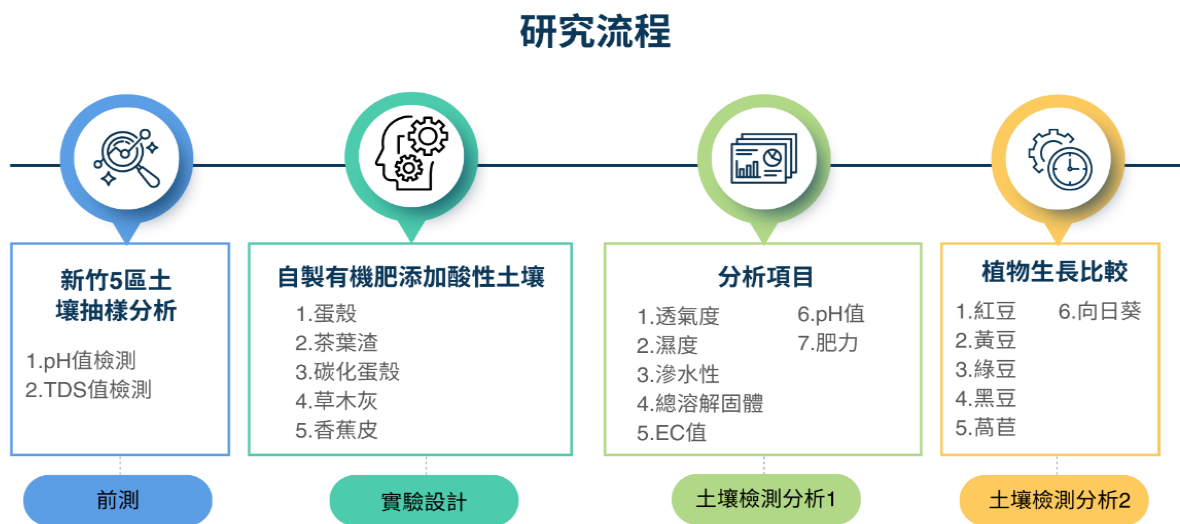 研究流程
新竹5區土
壤抽樣分析
1.pH值檢測
2.TDS值檢測
前測
自製有機肥添加酸性土壤
1.蛋殼
2.茶葉渣
3.碳化蛋殼
4.草木灰
5.香蕉皮
實驗設計
分析項目
1.透氣度
2.濕度
3.滲水性
4.總溶解固體
5.EC值
6.pH值
7.肥力
土壤檢測分析1
植物生長比較
1.紅豆
2.黃豆
3.綠豆
4.黑豆
5.萵苣
6.向日葵
土壤檢測分析2